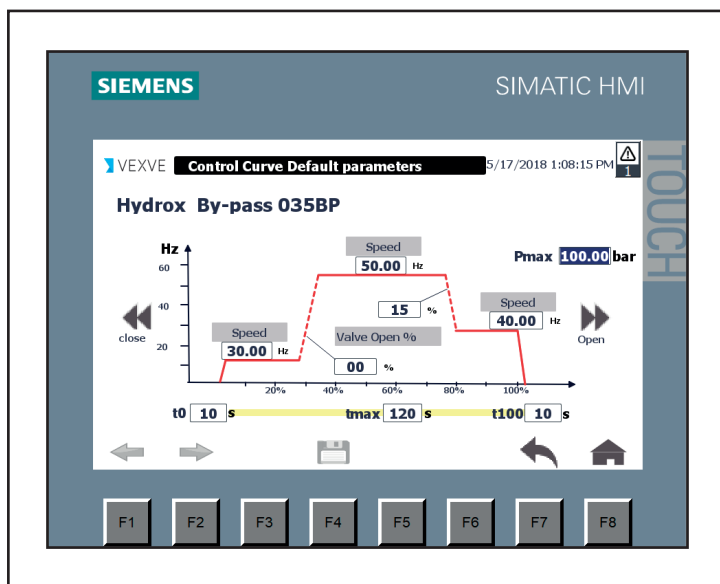 SIEMENS
SIMATIC HMI
TOUCH
VEXVE Control Curve Default parameters 5/17/2018 1:08:15 PM 1
Hydrox By-pass 035BP
Hz
60
40
20
Speed
50.00 Hz
Pmax 100.00 bar
15 %
Speed
40.00 Hz
close
Open
Speed
30.00 Hz
Valve Open %
00 %
20% 40% 60% 80% 100%
t0 10 s tmax 120 s t100 10 s
F1 F2 F3 F4 F5 F6 F7 F8